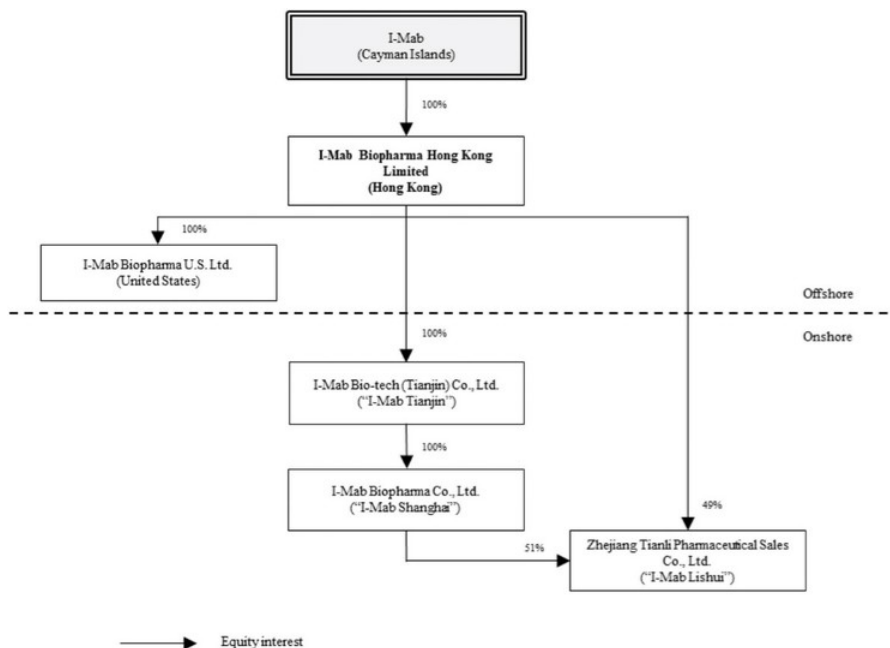 I-Mab
(Cayman Islands)
100%
I-Mab Biopharma Hong Kong
Limited
(Hong Kong)
100%
I-Mab Biopharma U.S. Ltd.
(United States)
Offshore
Onshore
100%
I-Mab Bio-tech (Tianjin) Co., Ltd.
(“I-Mab Tianjin”)
100%
I-Mab Biopharma Co., Ltd.
(“I-Mab Shanghai”)
49%
51%
Zhejiang Tianli Pharmaceutical Sales
Co., Ltd.
(“I-Mab Lishui”)
Equity interest